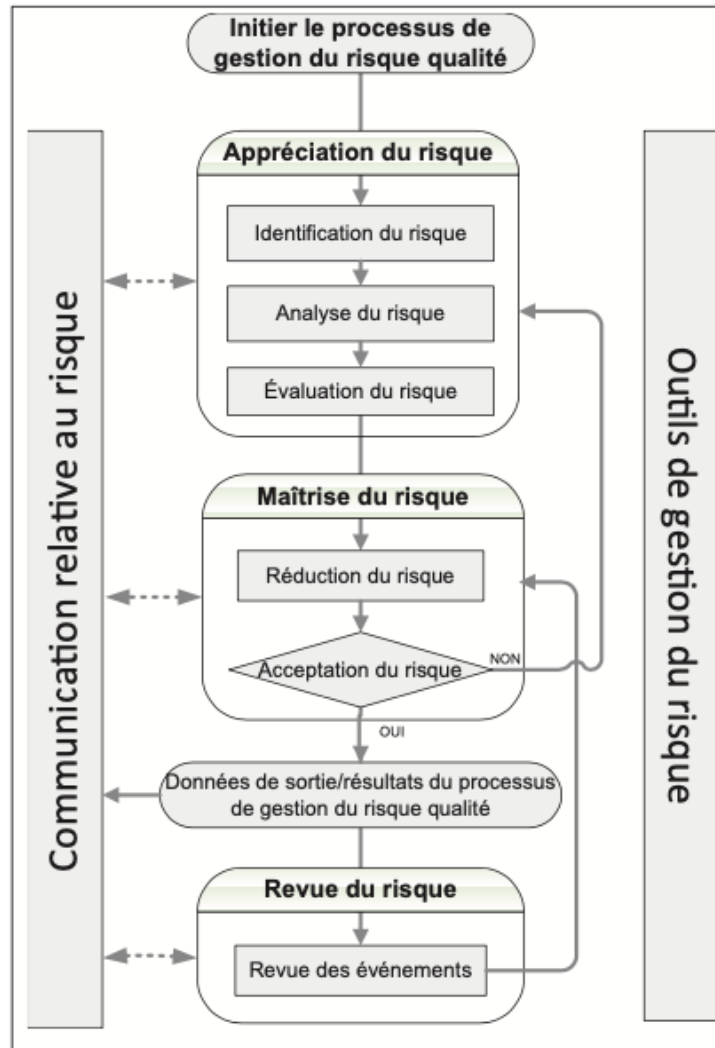 Initier le processus de
gestion du risque qualité
Communication relative au risque
Appréciation du risque
Identification du risque
Analyse du risque
Évaluation du risque
Maîtrise du risque
Réduction du risque
Acceptation du risque
NON
OUI
Données de sortie/résultats du processus
de gestion du risque qualité
Revue du risque
Revue des événements
Outils de gestion du risque